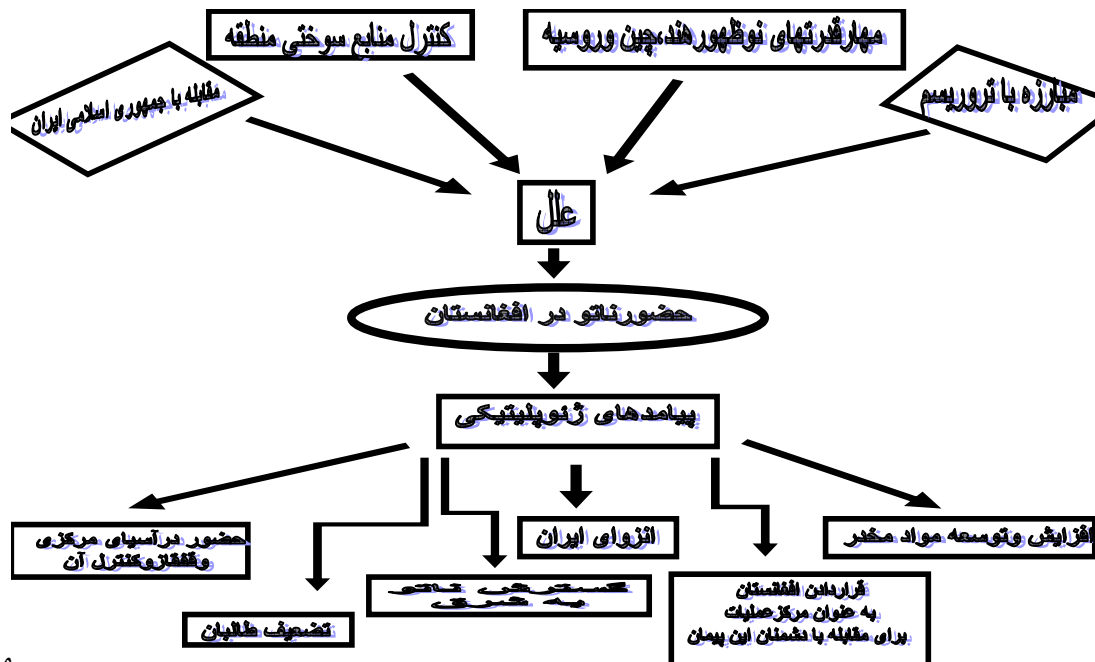 مهارقدرتهای نوظهورهند،چین وروسیه
کنترل منابع سوختی منطقه
مبارزه با تروریسم
مقابله با جمهوری اسلامی ایران
علل
حضورناتو در افغانستان
پیامدهای ژئوپلیتیکی
افزایش وتوسعه مواد مخدر
انزوای ایران
حضور درآسیای مرکزی
وقفقازوکنترل آن
قراردادن افغانستان
به عنوان مرکزعملیات
برای مقابله با دشمنان این پیمان
گسترش ناتو
به شرق
تضعیف طالبان